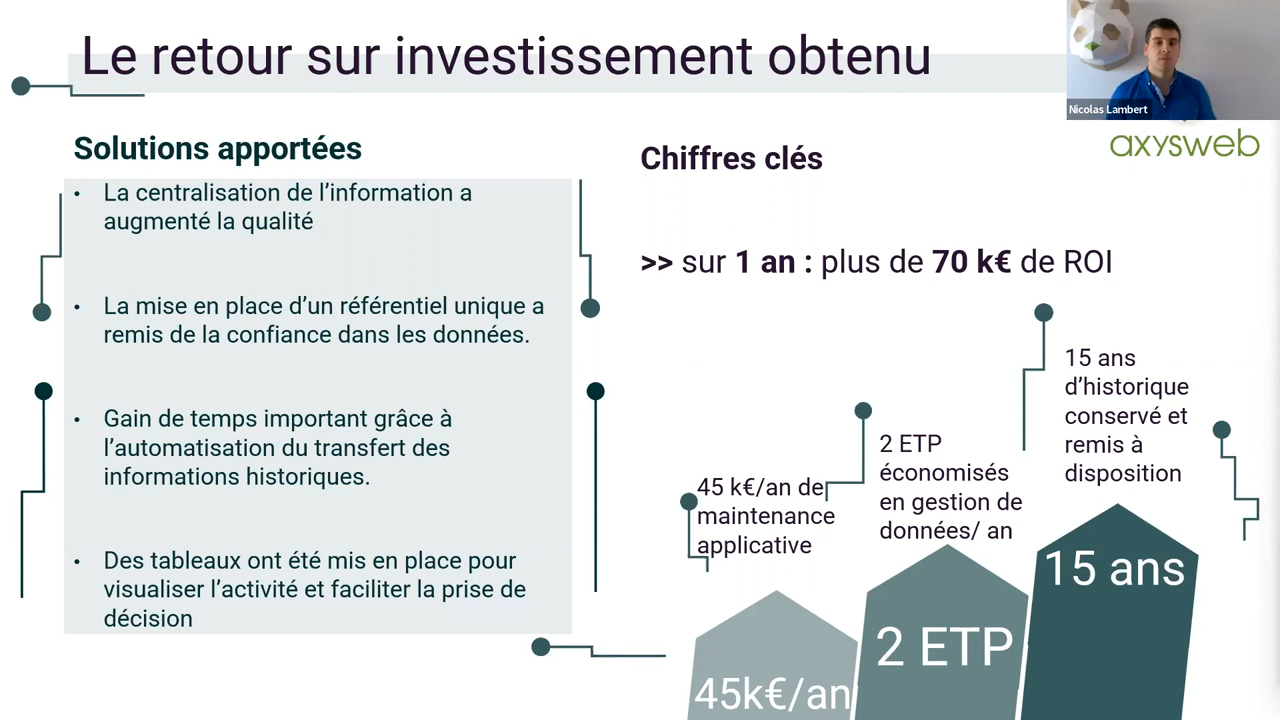 Le retour sur investissement obtenu
Nicolas Lambert
axysweb
Solutions apportées
• La centralisation de l’information a
augmenté la qualité
• La mise en place d’un référentiel unique a
remis de la confiance dans les données.
• Gain de temps important grâce à
l’automatisation du transfert des
informations historiques.
• Des tableaux ont été mis en place pour
visualiser l’activité et faciliter la prise de
décision
Chiffres clés
>> sur 1 an : plus de 70 k€ de ROI
45 k€/an de
maintenance
applicative
45k€/an
2 ETP
économisés
en gestion de
données/ an
2 ETP
15 ans
d’historique
conservé et
remis à
disposition
15 ans